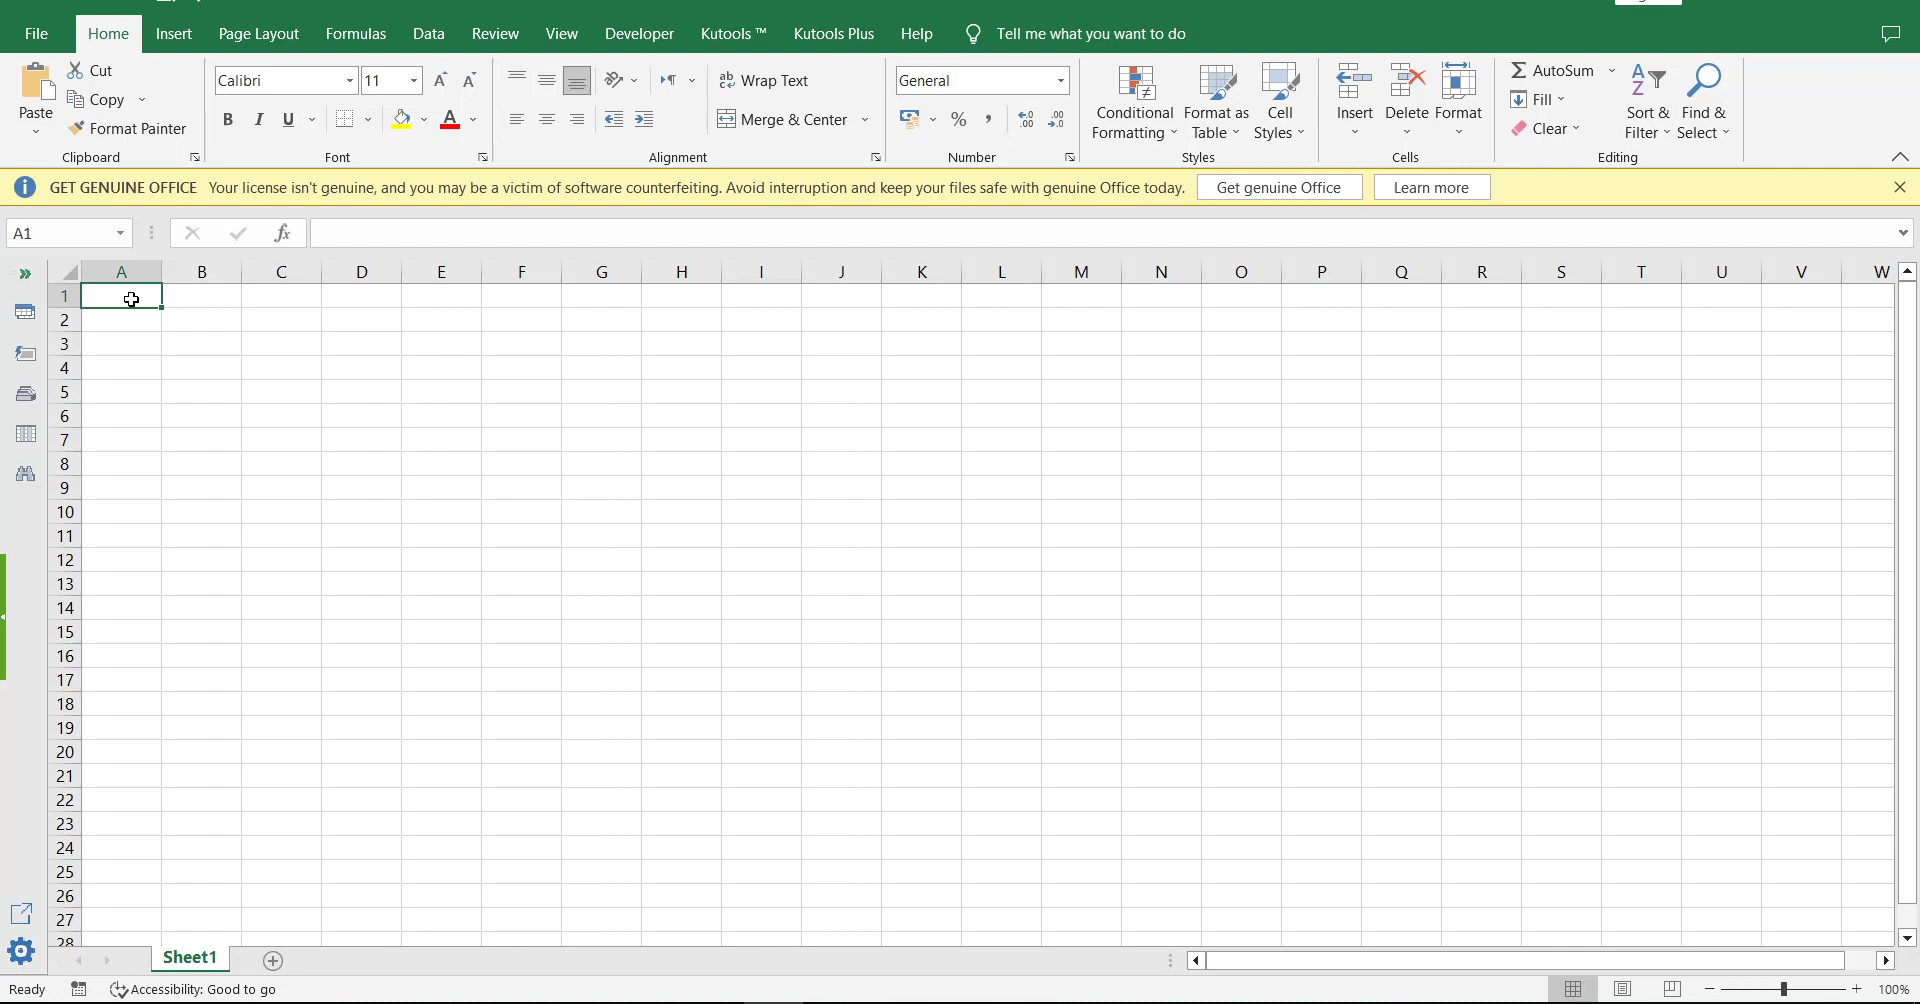 File Home Insert Page Layout Formulas Data Review View Developer Kutools ™ Kutools Plus Help Tell me what you want to do
Paste Cut Copy Format Painter
Clipboard
Calibri 11
B I U A
Font
ab Wrap Text
Merge & Center
Alignment
General
% ,
Number
Conditional Formatting
Format as Table
Cell Styles
Styles
Insert Delete Format
Cells
AutoSum
Fill
Clear
Sort & Filter
Find & Select
Editing
GET GENUINE OFFICE Your license isn't genuine, and you may be a victim of software counterfeiting. Avoid interruption and keep your files safe with genuine Office today. Get genuine Office Learn more
A1 fx
A B C D E F G H I J K L M N O P Q R S T U V W
1
2
3
4
5
6
7
8
9
10
11
12
13
14
15
16
17
18
19
20
21
22
23
24
25
26
27
28
Sheet1
Ready Accessibility: Good to go 100%